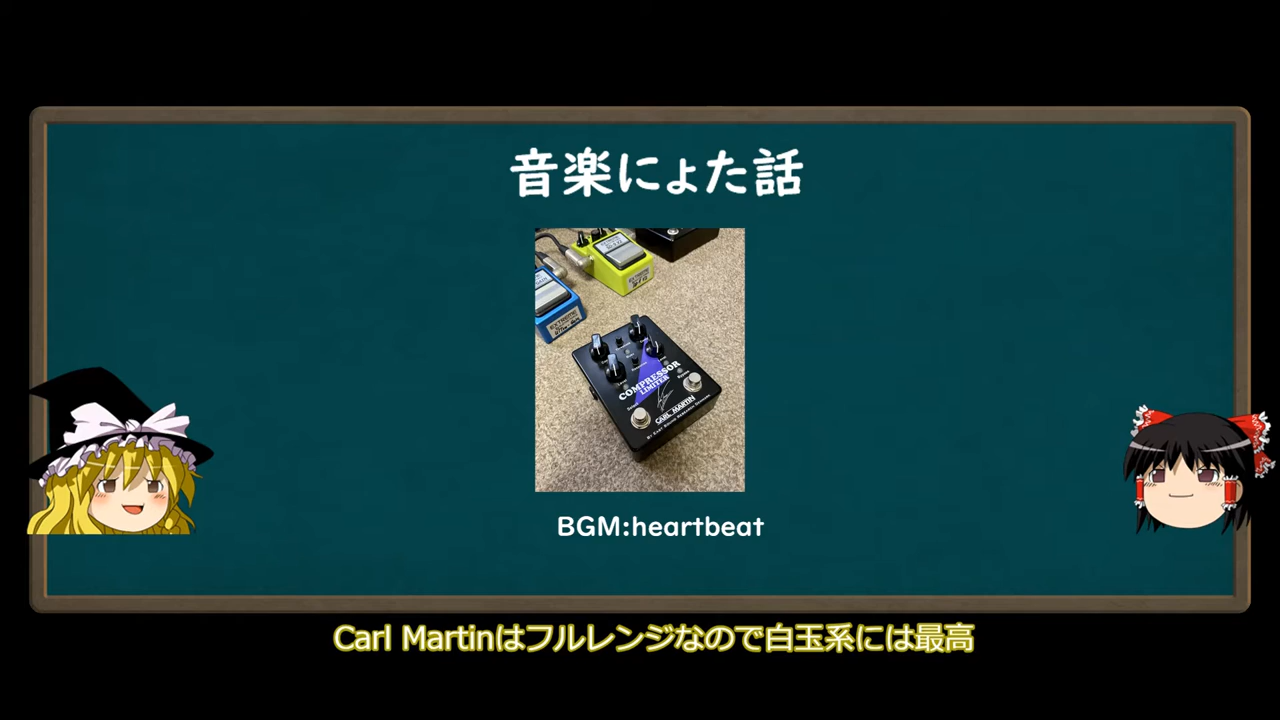 音楽にょた話
COMPRESSOR
LIMITER
CARL MARTIN
BGM:heartbeat
Carl Martinはフルレンジなので白玉系には最高